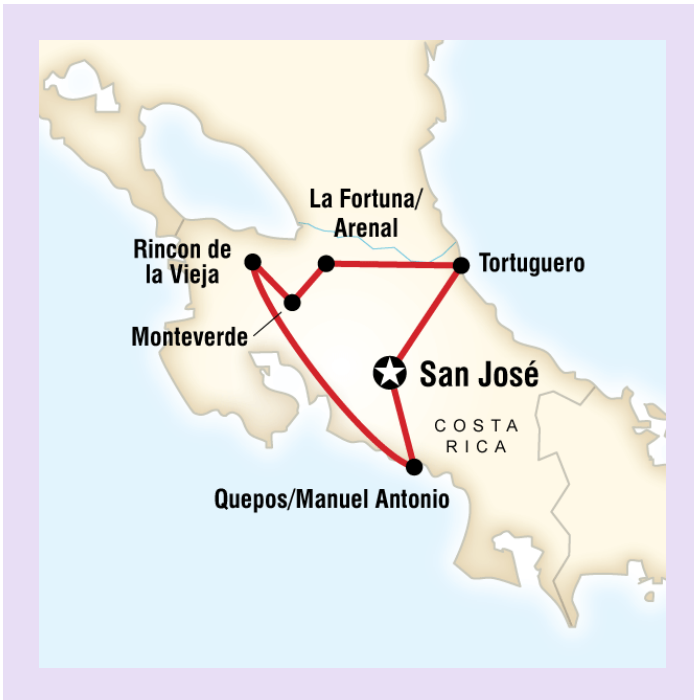 La Fortuna/
Arenal
Rincon de
la Vieja
Tortuguero
Monteverde
San José
COSTA
RICA
Quepos/Manuel Antonio